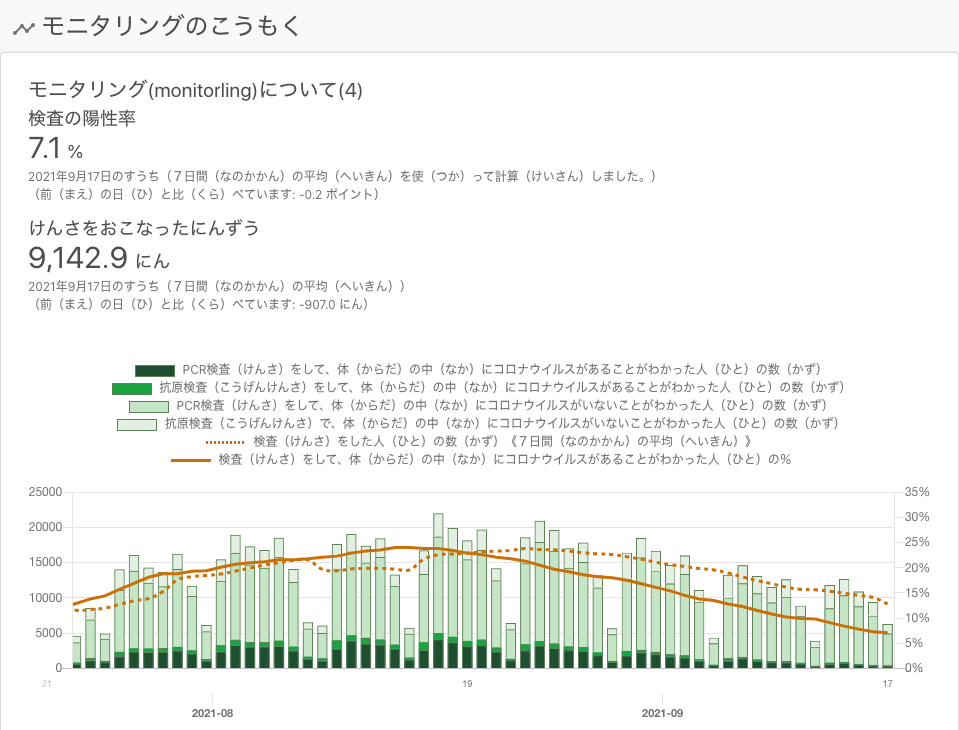 モニタリングのこうもく
モニタリング(monitorling)について(4)
検査の陽性率
7.1 %
2021年9月17日のすうち（７日間（なのかかん）の平均（へいきん）を使（つか）って計算（けいさん）しました。）
（前（まえ）の日（ひ）と比（くら）べています: -0.2 ポイント）
けんさをおこなったにんずう
9,142.9 にん
2021年9月17日のすうち（７日間（なのかかん）の平均（へいきん））
（前（まえ）の日（ひ）と比（くら）べています: -907.0 にん）
PCR検査（けんさ）をして、体（からだ）の中（なか）にコロナウイルスがあることがわかった人（ひと）の数（かず）
抗原検査（こうげんけんさ）をして、体（からだ）の中（なか）にコロナウイルスがあることがわかった人（ひと）の数（かず）
PCR検査（けんさ）をして、体（からだ）の中（なか）にコロナウイルスがいないことがわかった人（ひと）の数（かず）
抗原検査（こうげんけんさ）で、体（からだ）の中（なか）にコロナウイルスがいないことがわかった人（ひと）の数（かず）
検査（けんさ）をした人（ひと）の数（かず）《７日間（なのかかん）の平均（へいきん）》
検査（けんさ）をして、体（からだ）の中（なか）にコロナウイルスがあることがわかった人（ひと）の％
25000 35%
30%
20000
25%
15000 20%
10000 15%
10%
5000
5%
0 0%
21 19 17
2021-08 2021-09